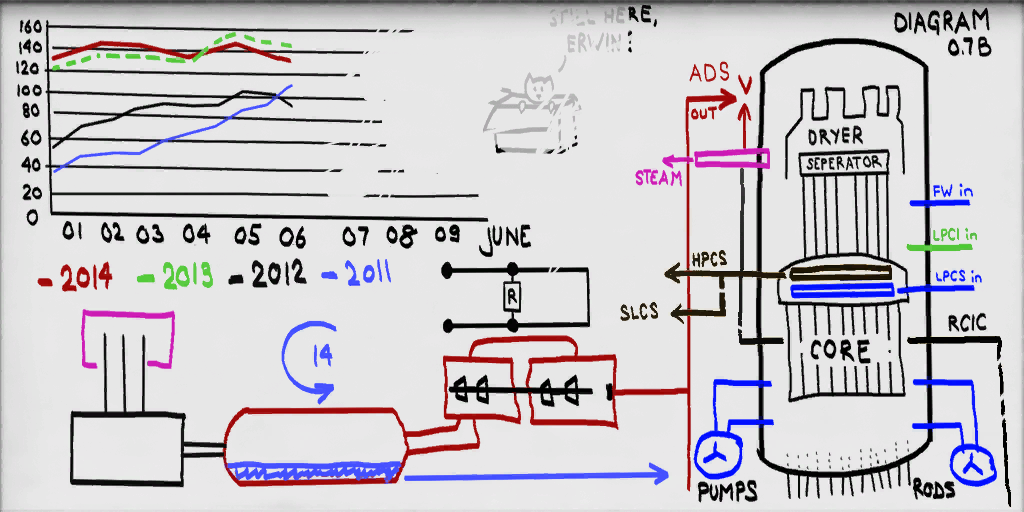 STILL HERE,
ERWIN!
DIAGRAM
0.7B
160
140
120
100
80
60
40
20
0
01 02 03 04 05 06 07 08 09 JUNE
-2014 -2013 -2012 -2011
ADS
OUT
STEAM
DRYER
SEPERATOR
FW in
LPCI in
HPCS
LPCS in
SLCS
RCIC
CORE
R
14
PUMPS
RODS